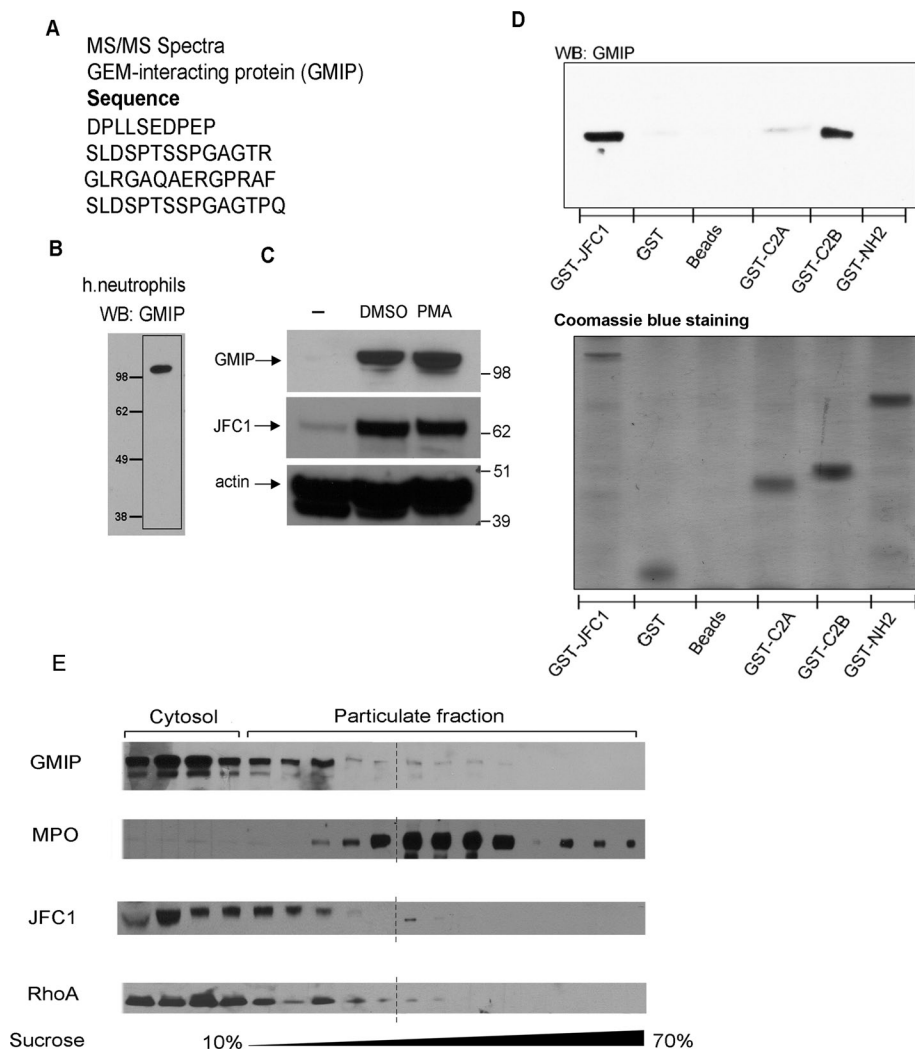 A
MS/MS Spectra
GEM-interacting protein (GMIP)
Sequence
DPLLSEDPEP
SLDSPTSSPGAGTR
GLRGAQAERGPRAF
SLDSPTSSPGAGTPQ
B
h.neutrophils
WB: GMIP
98
62
49
38
C
– DMSO PMA
GMIP
98
JFC1
62
actin
51
39
D
WB: GMIP
GST-JFC1 GST Beads GST-C2A GST-C2B GST-NH2
Coomassie blue staining
GST-JFC1 GST Beads GST-C2A GST-C2B GST-NH2
E
Cytosol Particulate fraction
GMIP
MPO
JFC1
RhoA
Sucrose 10% 70%